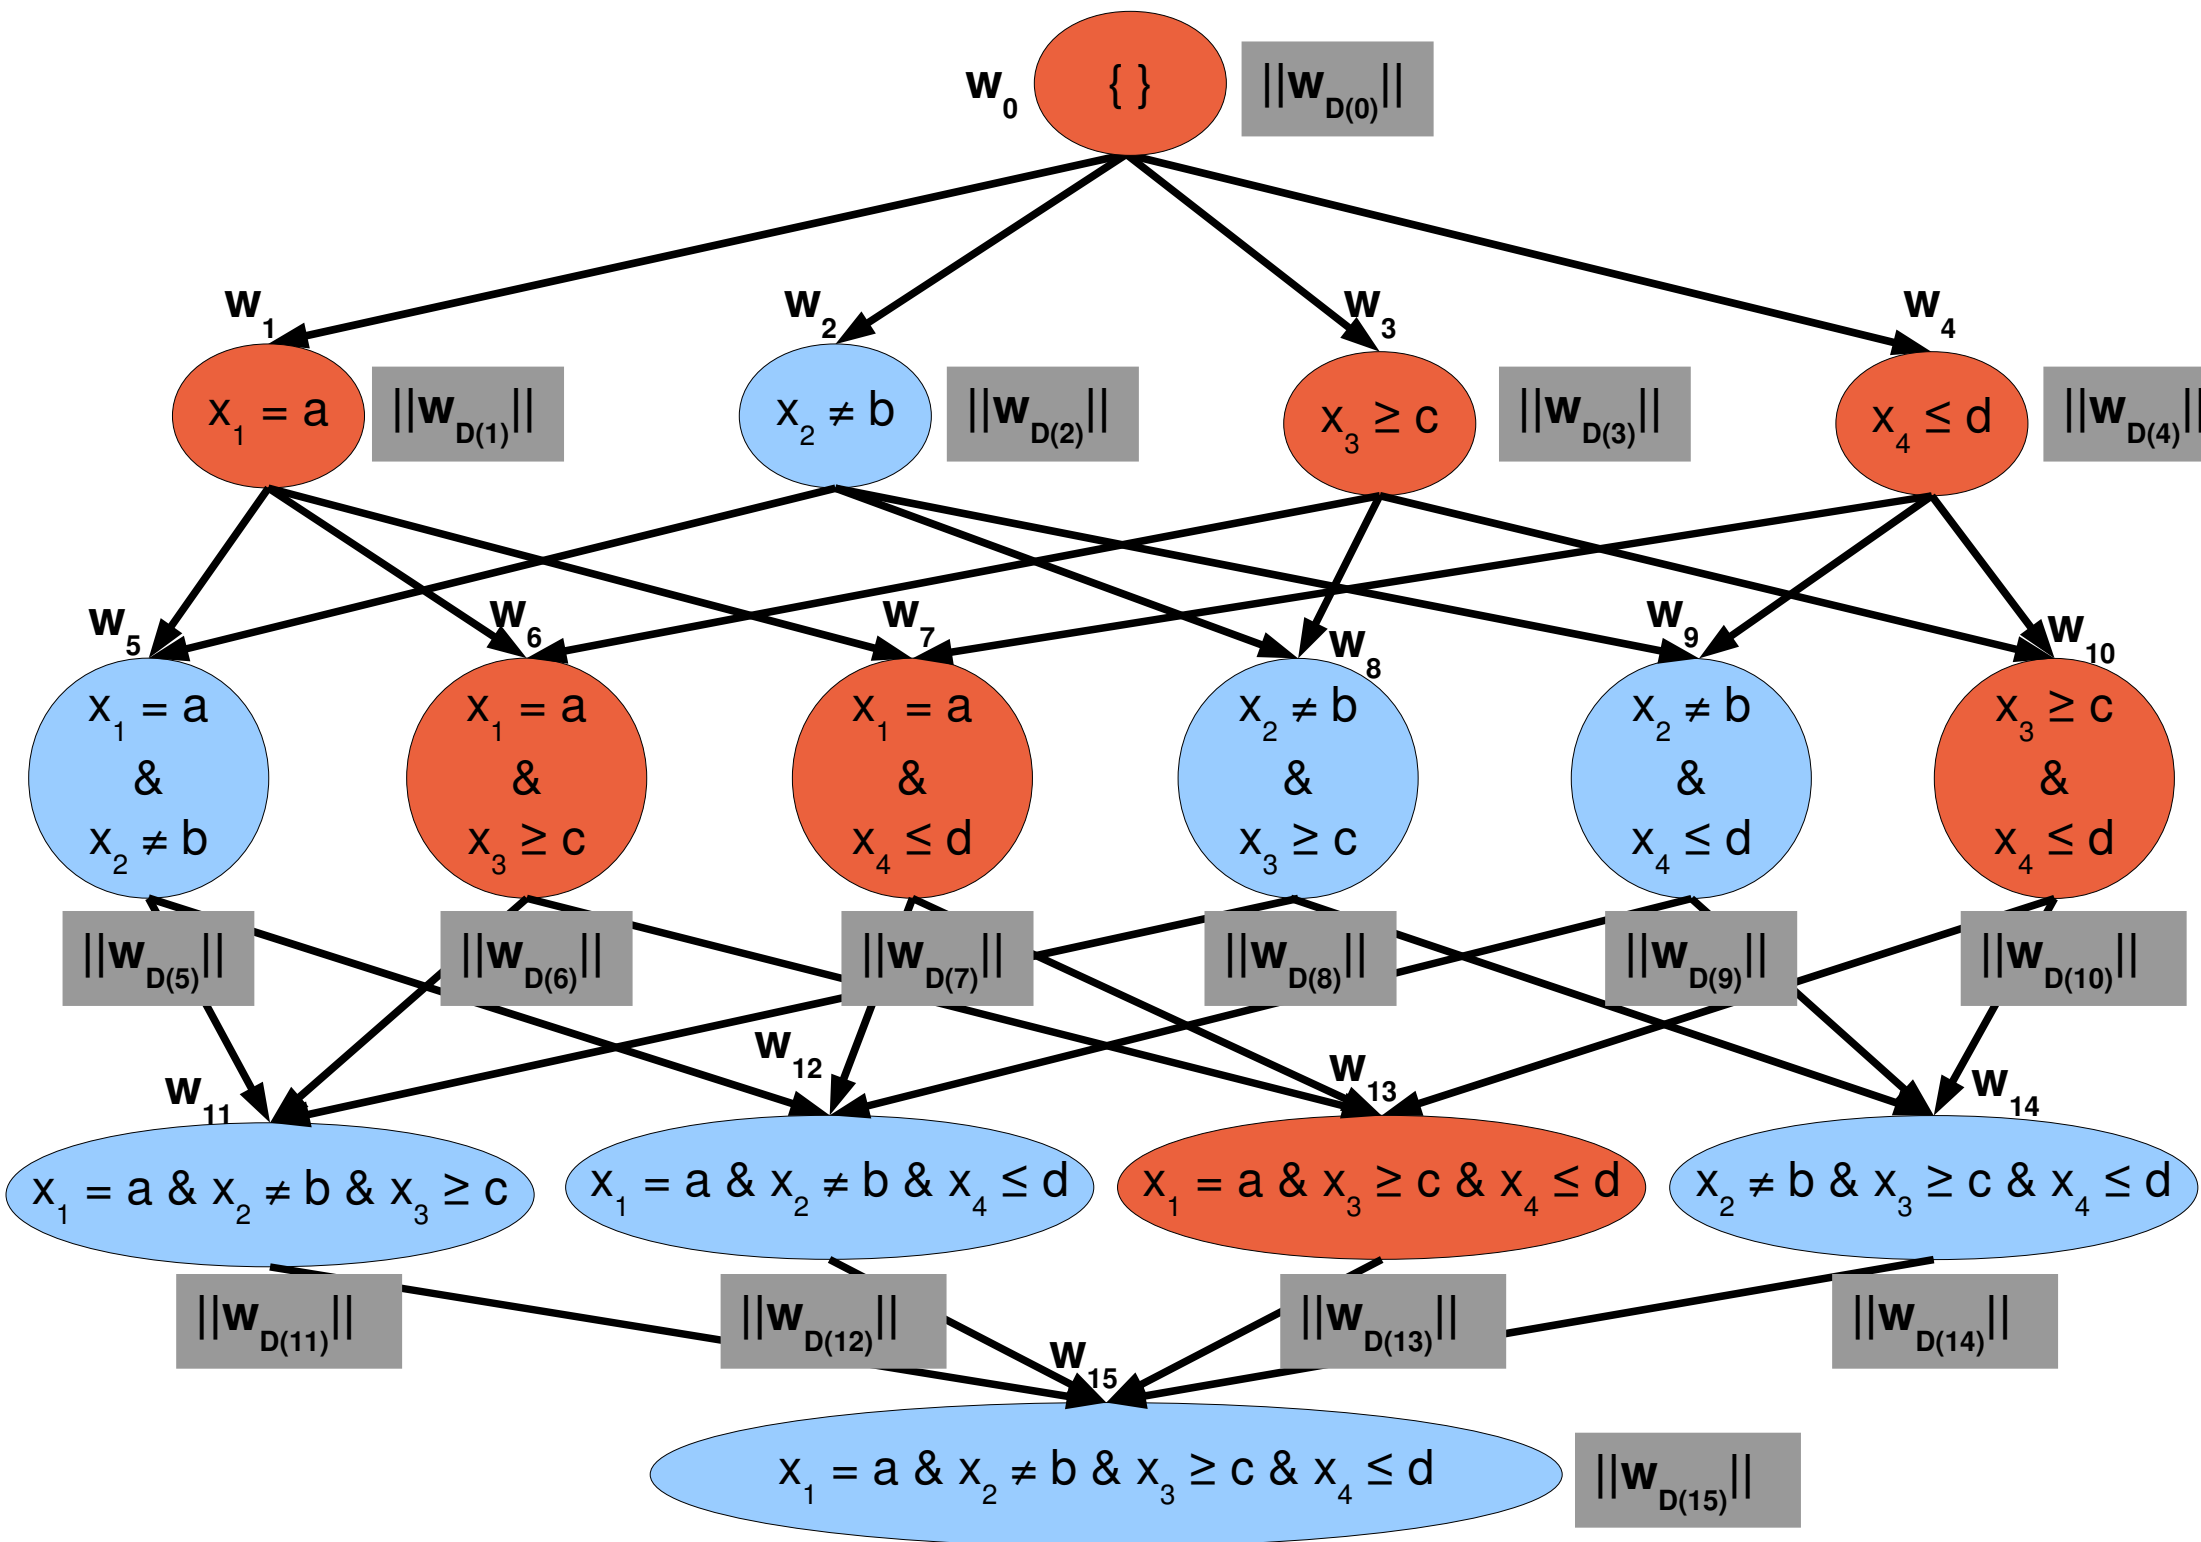 w0 { } ||wD(0)||
w1 w2 w3 w4
x1 = a ||wD(1)|| x2 ≠ b ||wD(2)|| x3 ≥ c ||wD(3)|| x4 ≤ d ||wD(4)||
w5 w6 w7 w8 w9 w10
x1 = a
&
x2 ≠ b
x1 = a
&
x3 ≥ c
x1 = a
&
x4 ≤ d
x2 ≠ b
&
x3 ≥ c
x2 ≠ b
&
x4 ≤ d
x3 ≥ c
&
x4 ≤ d
||wD(5)|| ||wD(6)|| ||wD(7)|| ||wD(8)|| ||wD(9)|| ||wD(10)||
w11 w12 w13 w14
x1 = a & x2 ≠ b & x3 ≥ c
x1 = a & x2 ≠ b & x4 ≤ d
x1 = a & x3 ≥ c & x4 ≤ d
x2 ≠ b & x3 ≥ c & x4 ≤ d
||wD(11)|| ||wD(12)|| ||wD(13)|| ||wD(14)||
w15
x1 = a & x2 ≠ b & x3 ≥ c & x4 ≤ d ||wD(15)||